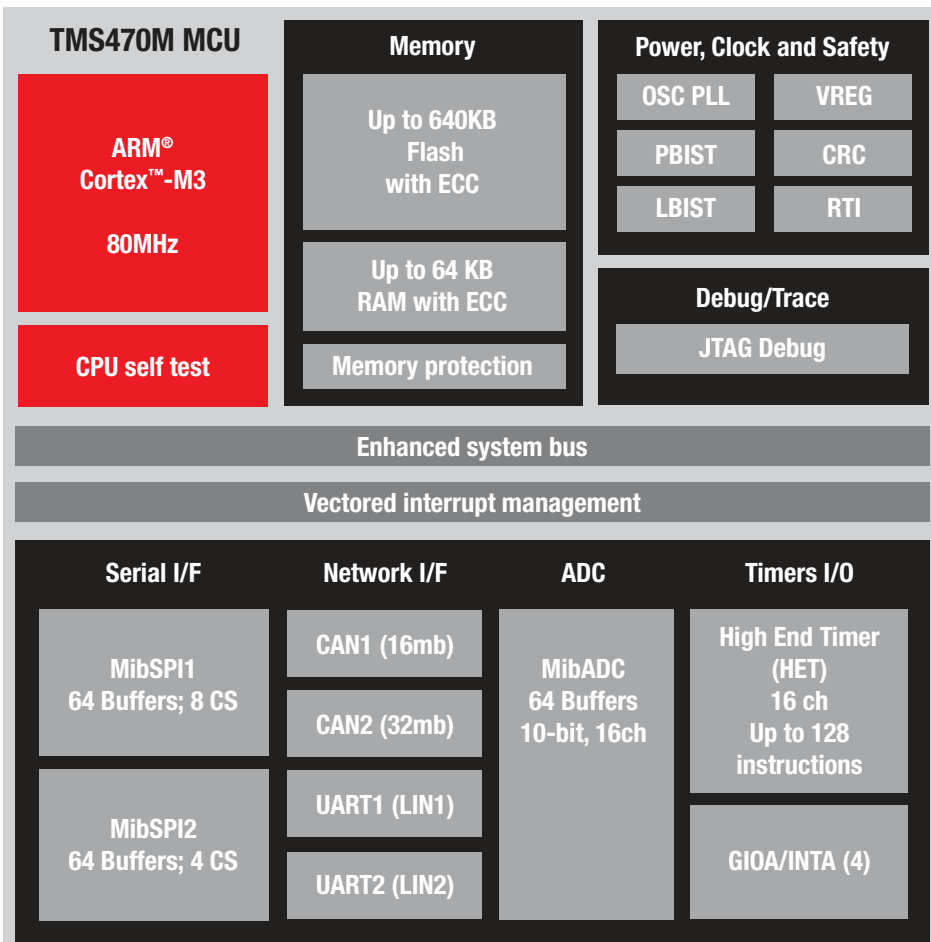 TMS470M MCU
ARM®
Cortex™-M3
80MHz
CPU self test
Memory
Up to 640KB
Flash
with ECC
Up to 64 KB
RAM with ECC
Memory protection
Power, Clock and Safety
OSC PLL
VREG
PBIST
CRC
LBIST
RTI
Debug/Trace
JTAG Debug
Enhanced system bus
Vectored interrupt management
Serial I/F
MibSPI1
64 Buffers; 8 CS
MibSPI2
64 Buffers; 4 CS
Network I/F
CAN1 (16mb)
CAN2 (32mb)
UART1 (LIN1)
UART2 (LIN2)
ADC
MibADC
64 Buffers
10-bit, 16ch
Timers I/O
High End Timer
(HET)
16 ch
Up to 128
instructions
GIOA/INTA (4)